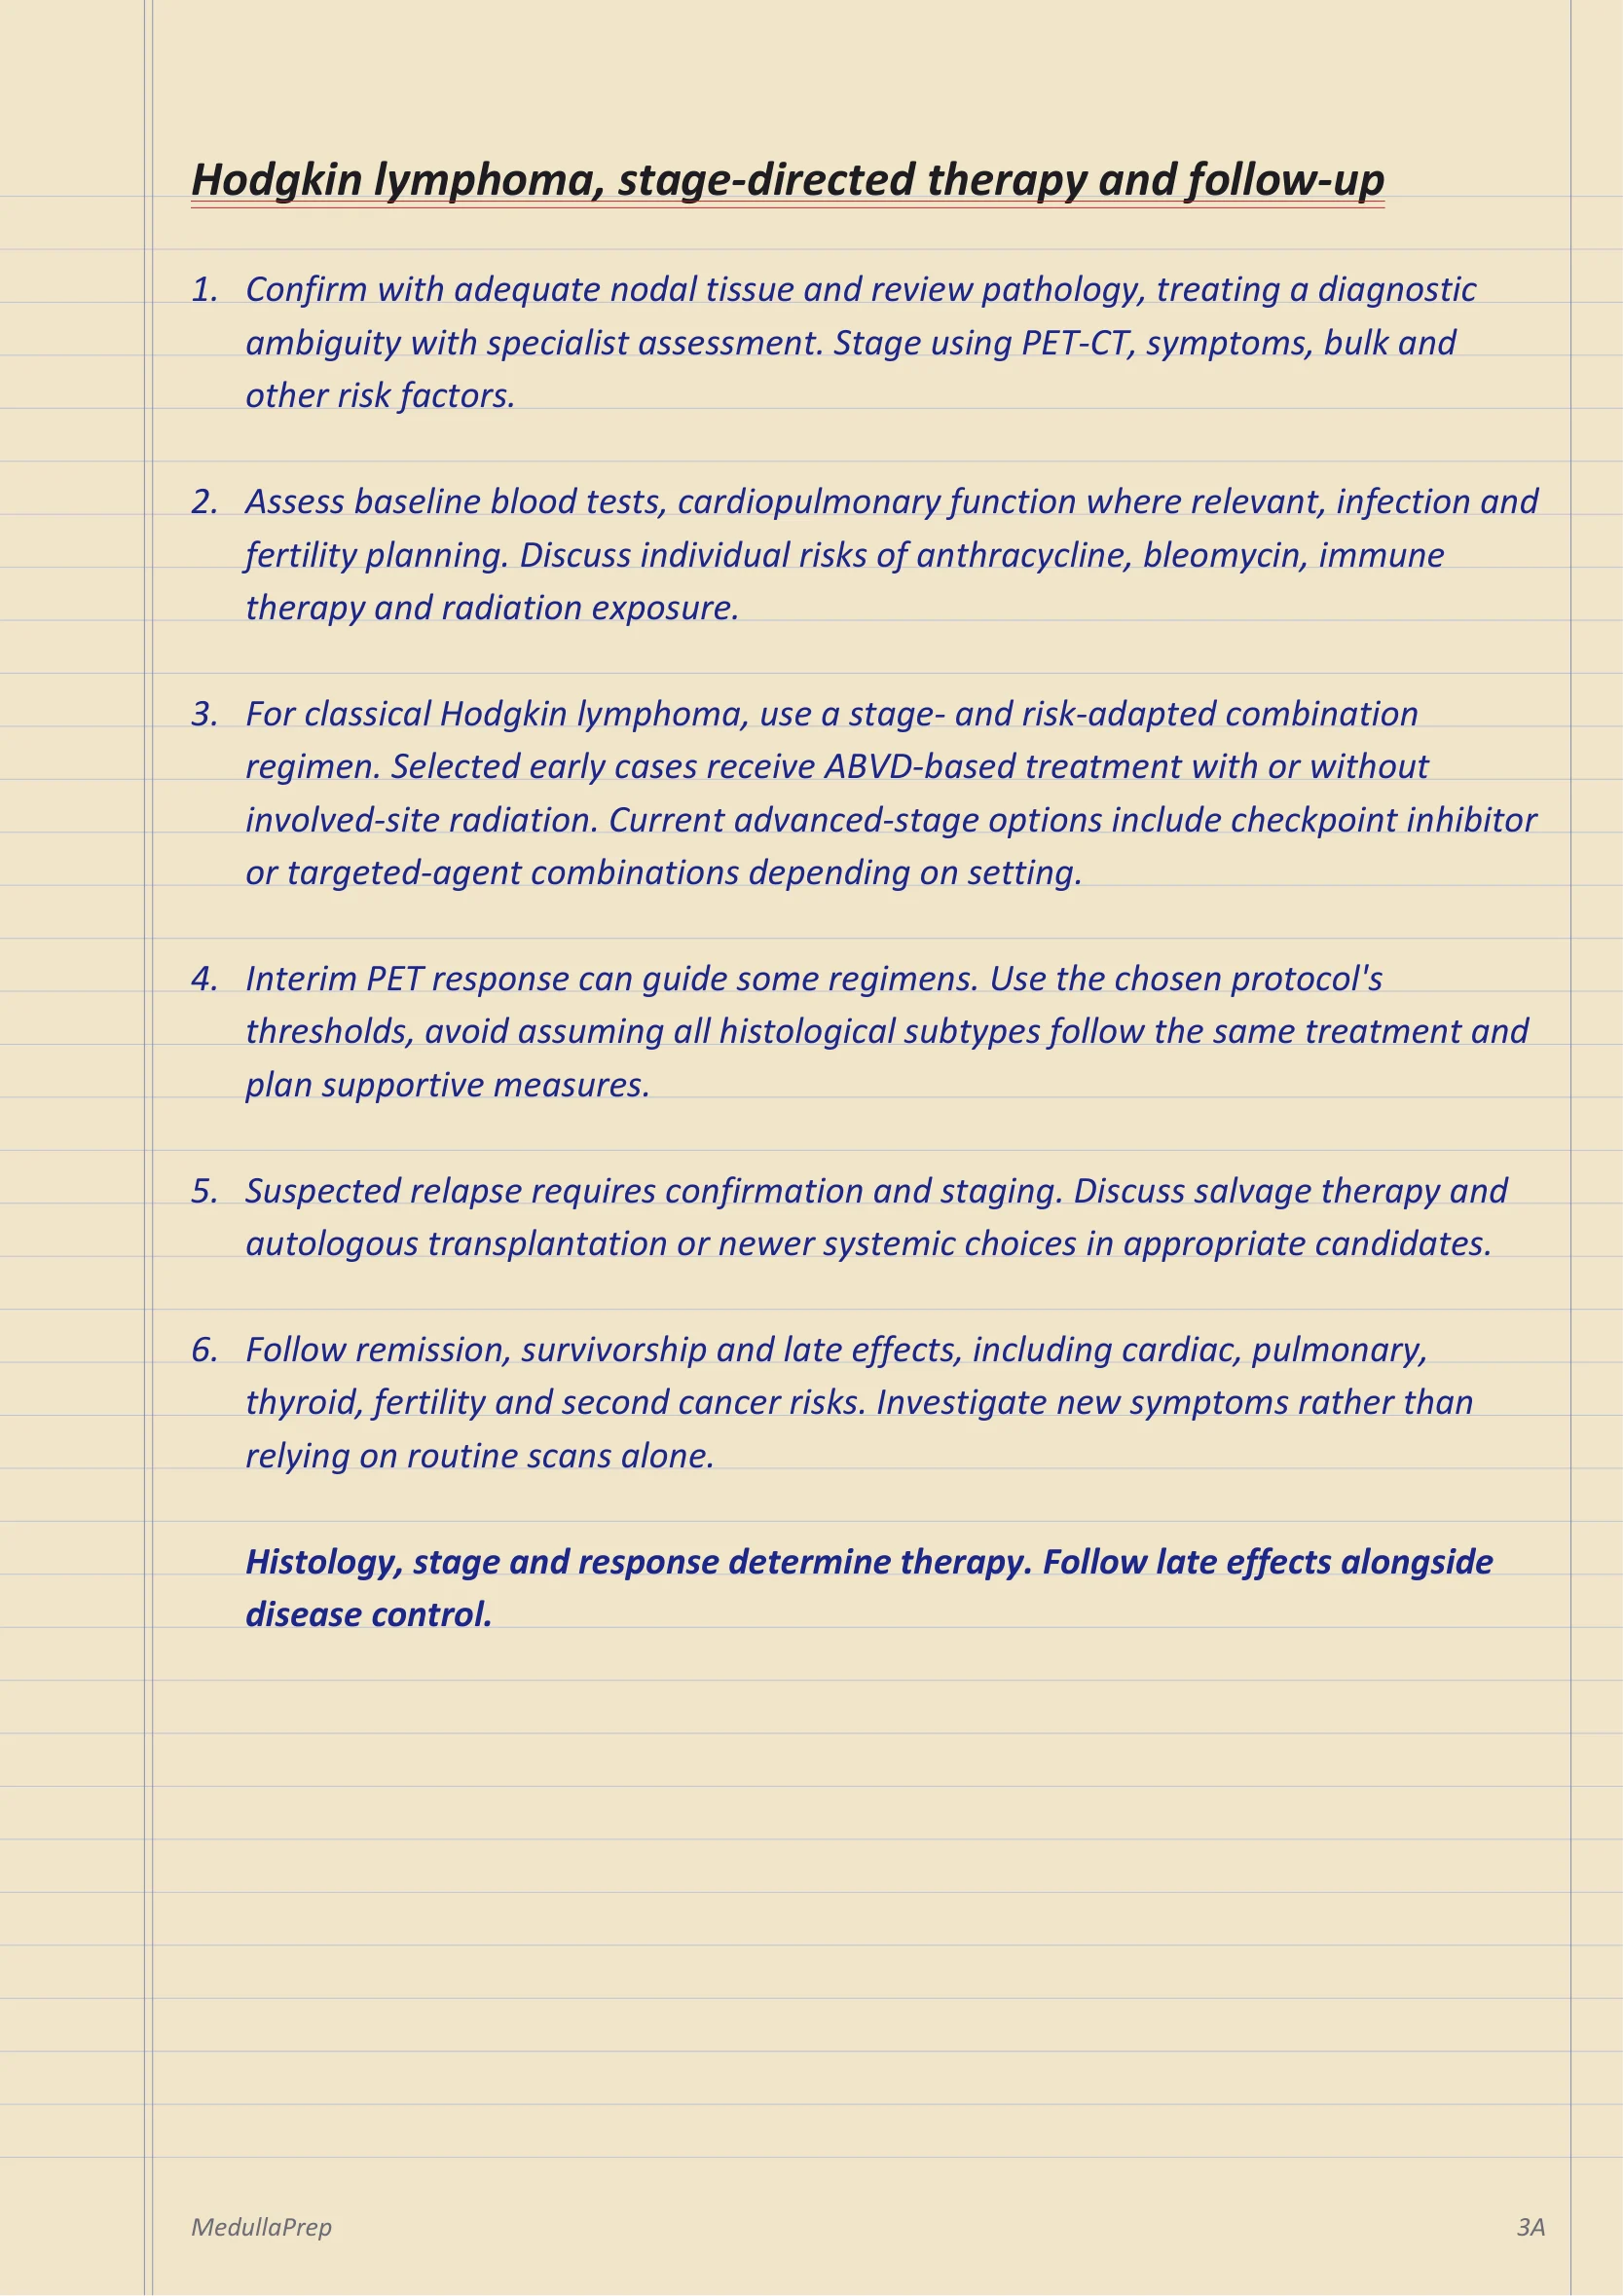 Hodgkin lymphoma, stage-directed therapy and follow-up
1. Confirm with adequate nodal tissue and review pathology, treating a diagnostic
ambiguity with specialist assessment. Stage using PET-CT, symptoms, bulk and
other risk factors.
2. Assess baseline blood tests, cardiopulmonary function where relevant, infection and
fertility planning. Discuss individual risks of anthracycline, bleomycin, immune
therapy and radiation exposure.
3. For classical Hodgkin lymphoma, use a stage- and risk-adapted combination
regimen. Selected early cases receive ABVD-based treatment with or without
involved-site radiation. Current advanced-stage options include checkpoint inhibitor
or targeted-agent combinations depending on setting.
4. Interim PET response can guide some regimens. Use the chosen protocol's
thresholds, avoid assuming all histological subtypes follow the same treatment and
plan supportive measures.
5. Suspected relapse requires confirmation and staging. Discuss salvage therapy and
autologous transplantation or newer systemic choices in appropriate candidates.
6. Follow remission, survivorship and late effects, including cardiac, pulmonary,
thyroid, fertility and second cancer risks. Investigate new symptoms rather than
relying on routine scans alone.
Histology, stage and response determine therapy. Follow late effects alongside
disease control.
MedullaPrep
3A